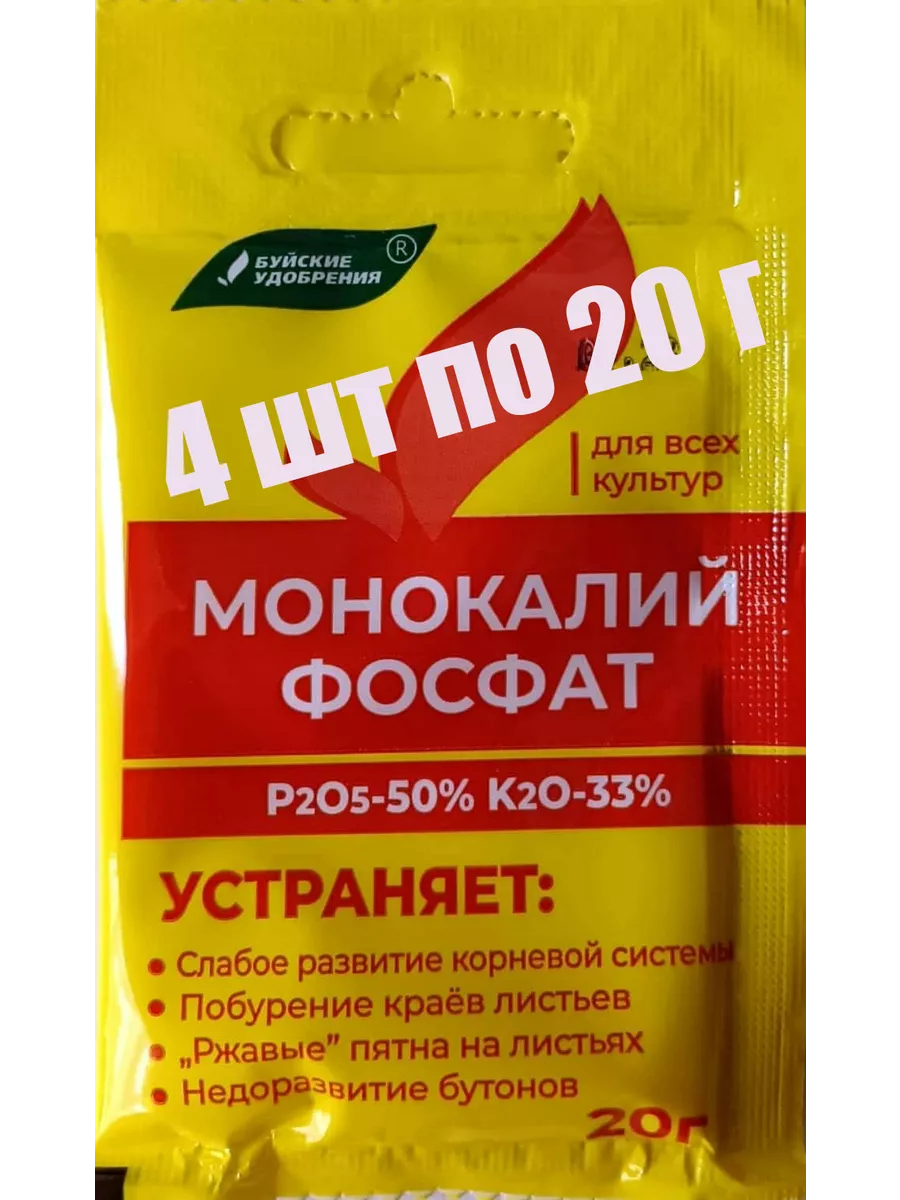 БУЙСКИЕ
УДОБРЕНИЯ
®
4 шт по 20 г
для всех
культур
МОНОКАЛИЙ
ФОСФАТ
P2O5-50% K2O-33%
УСТРАНЯЕТ:
• Слабое развитие корневой системы
• Побурение краёв листьев
• „Ржавые” пятна на листьях
• Недоразвитие бутонов
20г